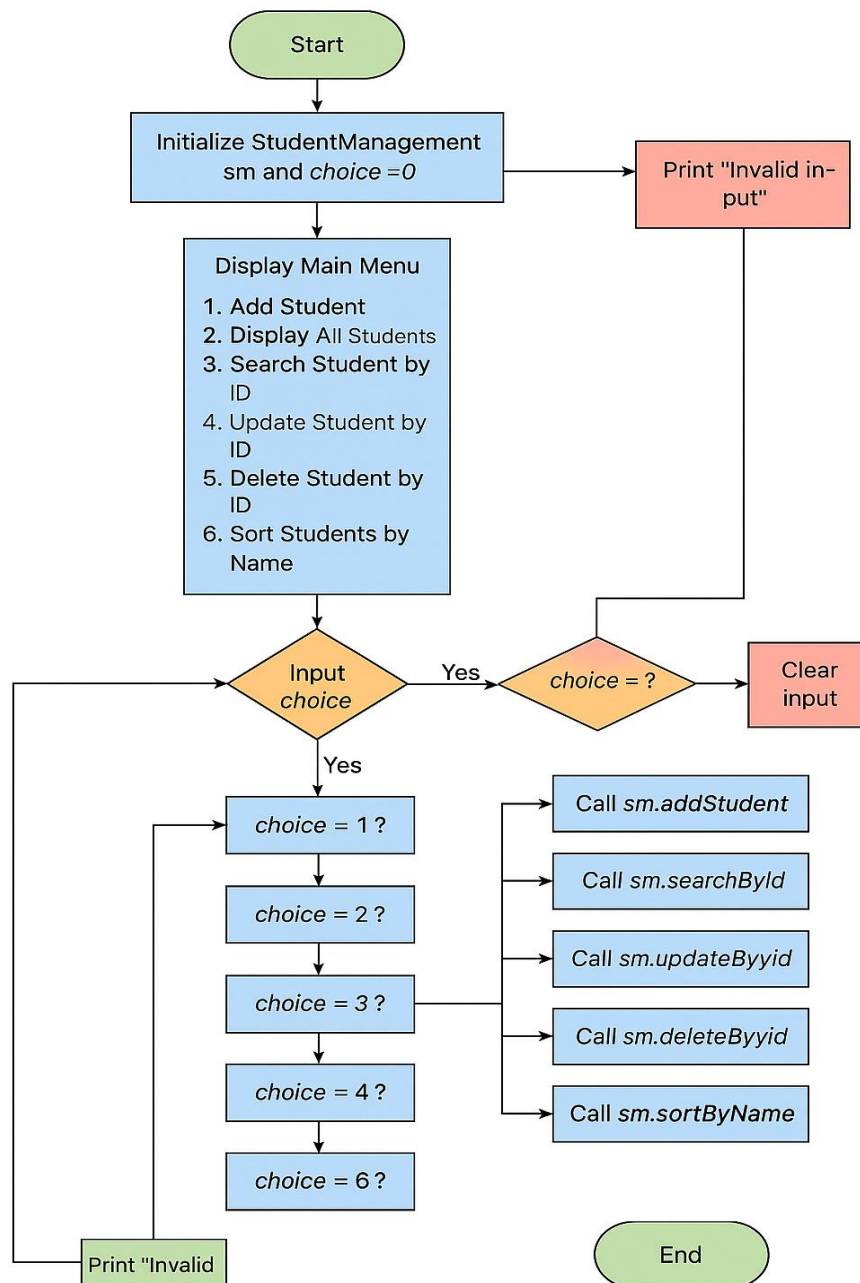 Start
Initialize StudentManagement
sm and choice =0
Print "Invalid in-
put"
Display Main Menu
1. Add Student
2. Display All Students
3. Search Student by
ID
4. Update Student by
ID
5. Delete Student by
ID
6. Sort Students by
Name
Input
choice
Yes
choice = ?
Clear
input
Yes
choice = 1 ?
choice = 2 ?
choice = 3 ?
choice = 4 ?
choice = 6 ?
Call sm.addStudent
Call sm.searchById
Call sm.updateByyid
Call sm.deleteByyid
Call sm.sortByName
Print "Invalid
End